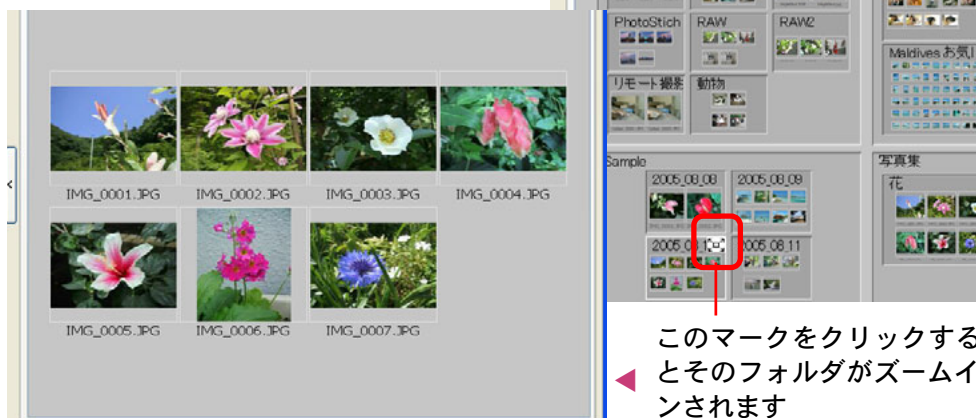 IMG_0001.JPG
IMG_0002.JPG
IMG_0003.JPG
IMG_0004.JPG
IMG_0005.JPG
IMG_0006.JPG
IMG_0007.JPG
PhotoStich
RAW
RAW2
Maldives お気
リモート撮影
動物
Sample
2005_08_08
2005_08_09
2005_08_1
2005_08_11
写真集
花
このマークをクリックする
とそのフォルダがズームイ
ンされます